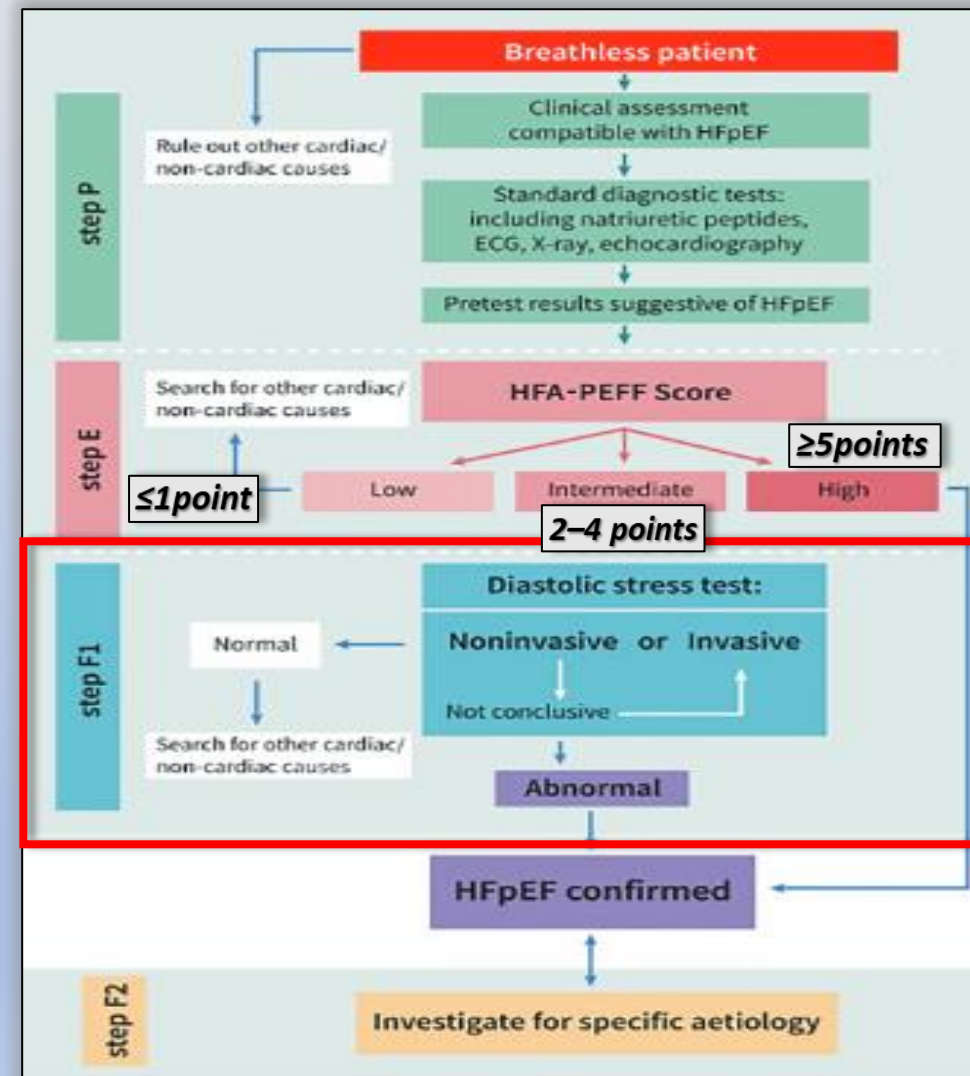 Breathless patient
step P
Rule out other cardiac/
non-cardiac causes
Clinical assessment
compatible with HFpEF
Standard diagnostic tests:
including natriuretic peptides,
ECG, X-ray, echocardiography
Pretest results suggestive of HFpEF
step E
Search for other cardiac/
non-cardiac causes
HFA-PEFF Score
≥5points
≤1point
Low
Intermediate
High
2–4 points
step F1
Diastolic stress test:
Normal
Noninvasive or Invasive
Not conclusive
Search for other cardiac/
non-cardiac causes
Abnormal
HFpEF confirmed
step F2
Investigate for specific aetiology